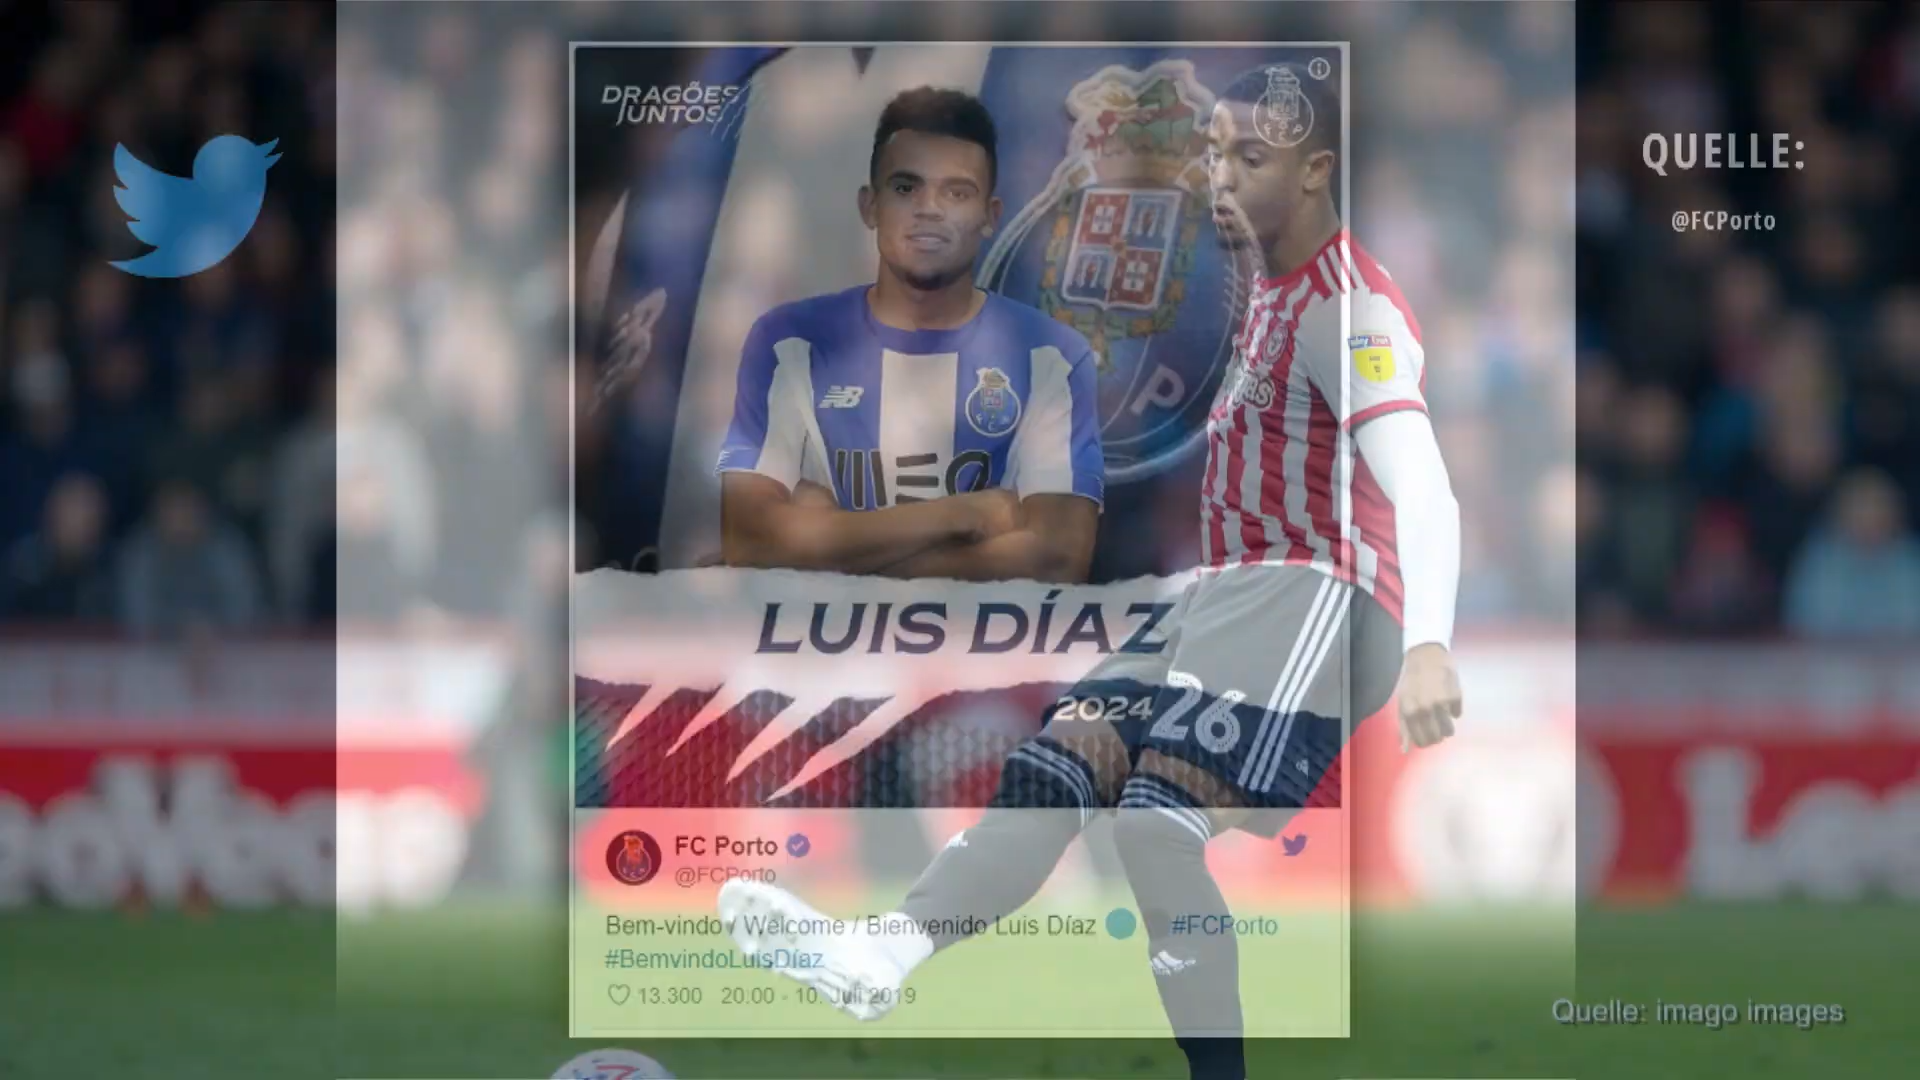 DRAGÕES
JUNTOS
QUELLE:
@FCPorto
NB
P
LUIS DÍAZ
2024
26
FC Porto
@FCPorto
Bem-vindo / Welcome / Bienvenido Luis Díaz #FCPorto
#BemvindoLuisDíaz
13.300 20:00 - 10. Juli 2019
Quelle: imago images